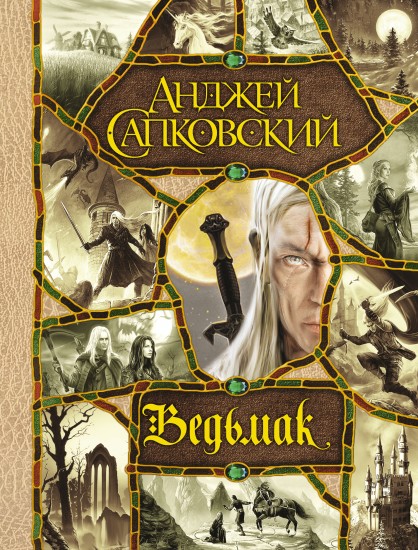 Анджей
Сапковский
Ведьмак